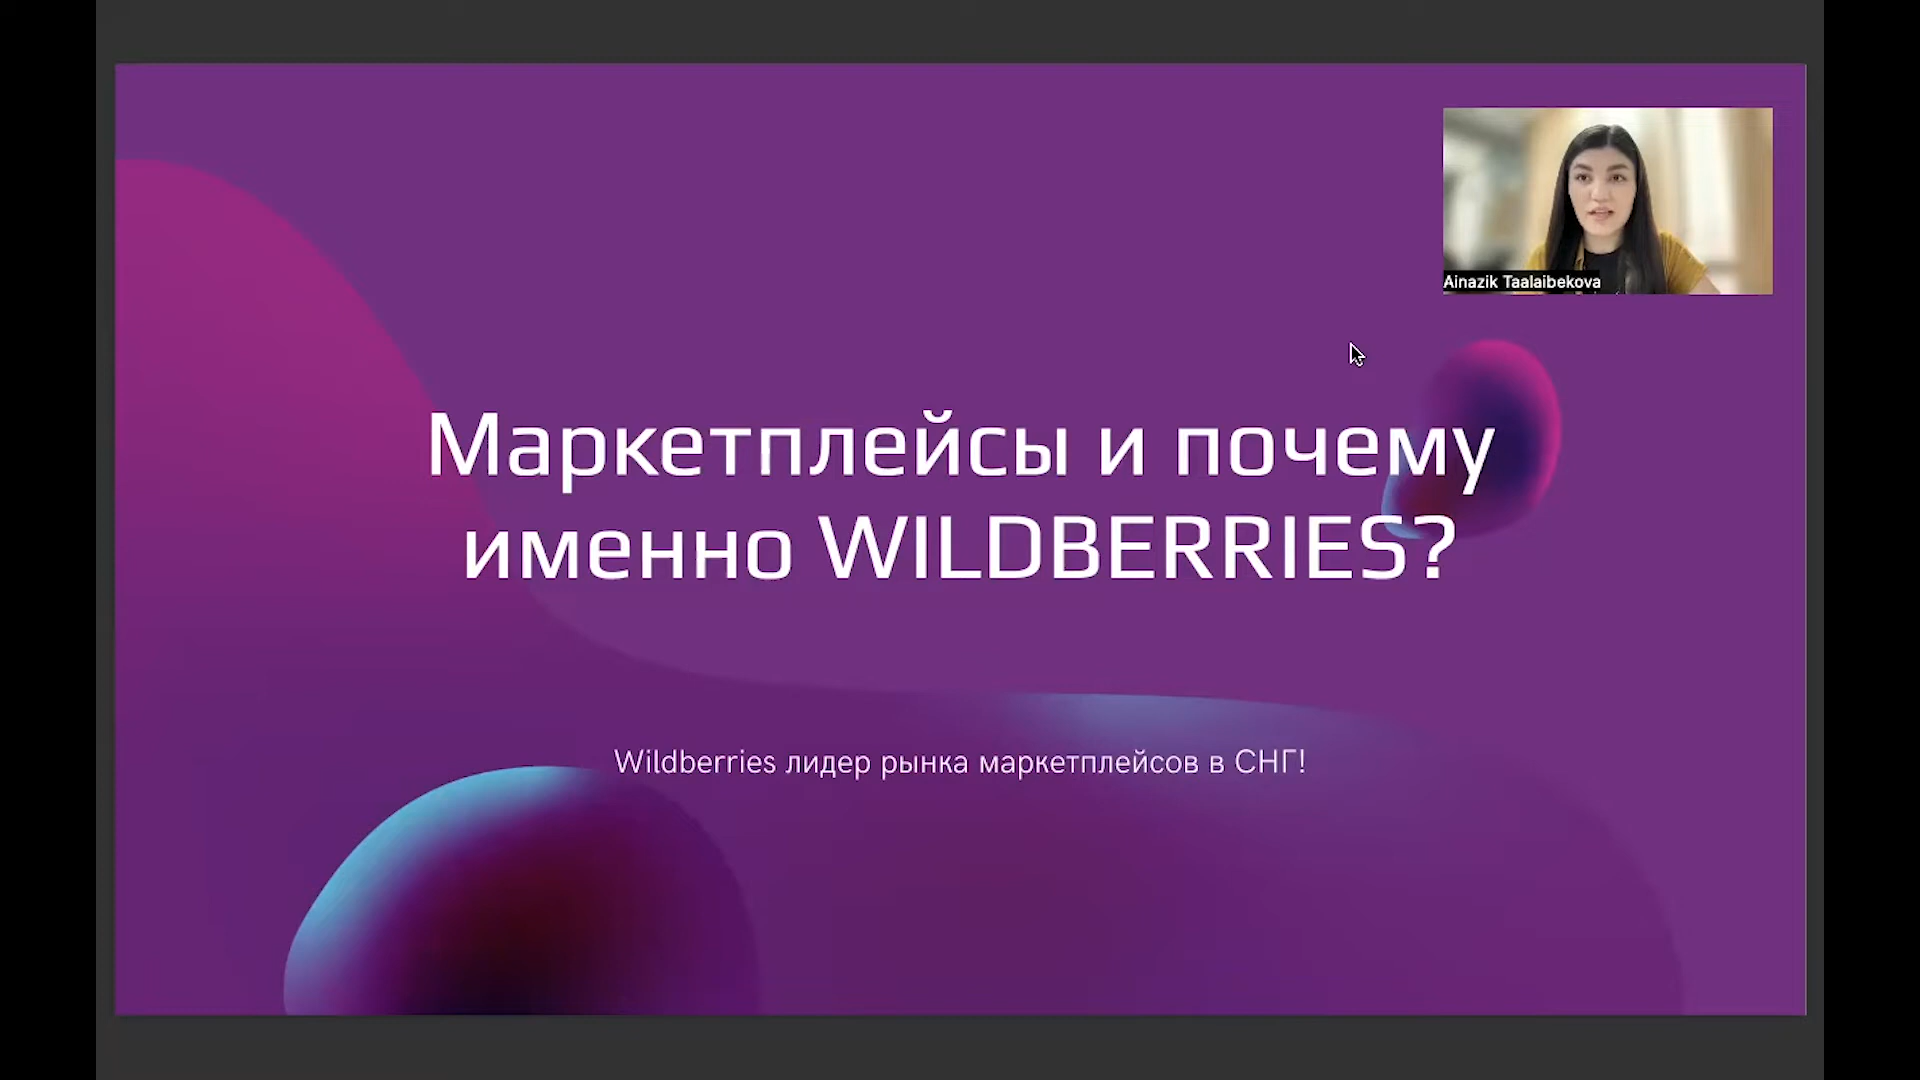 Ainazik Taalaibekova
Маркетплейсы и почему
именно WILDBERRIES?
Wildberries лидер рынка маркетплейсов в СНГ!